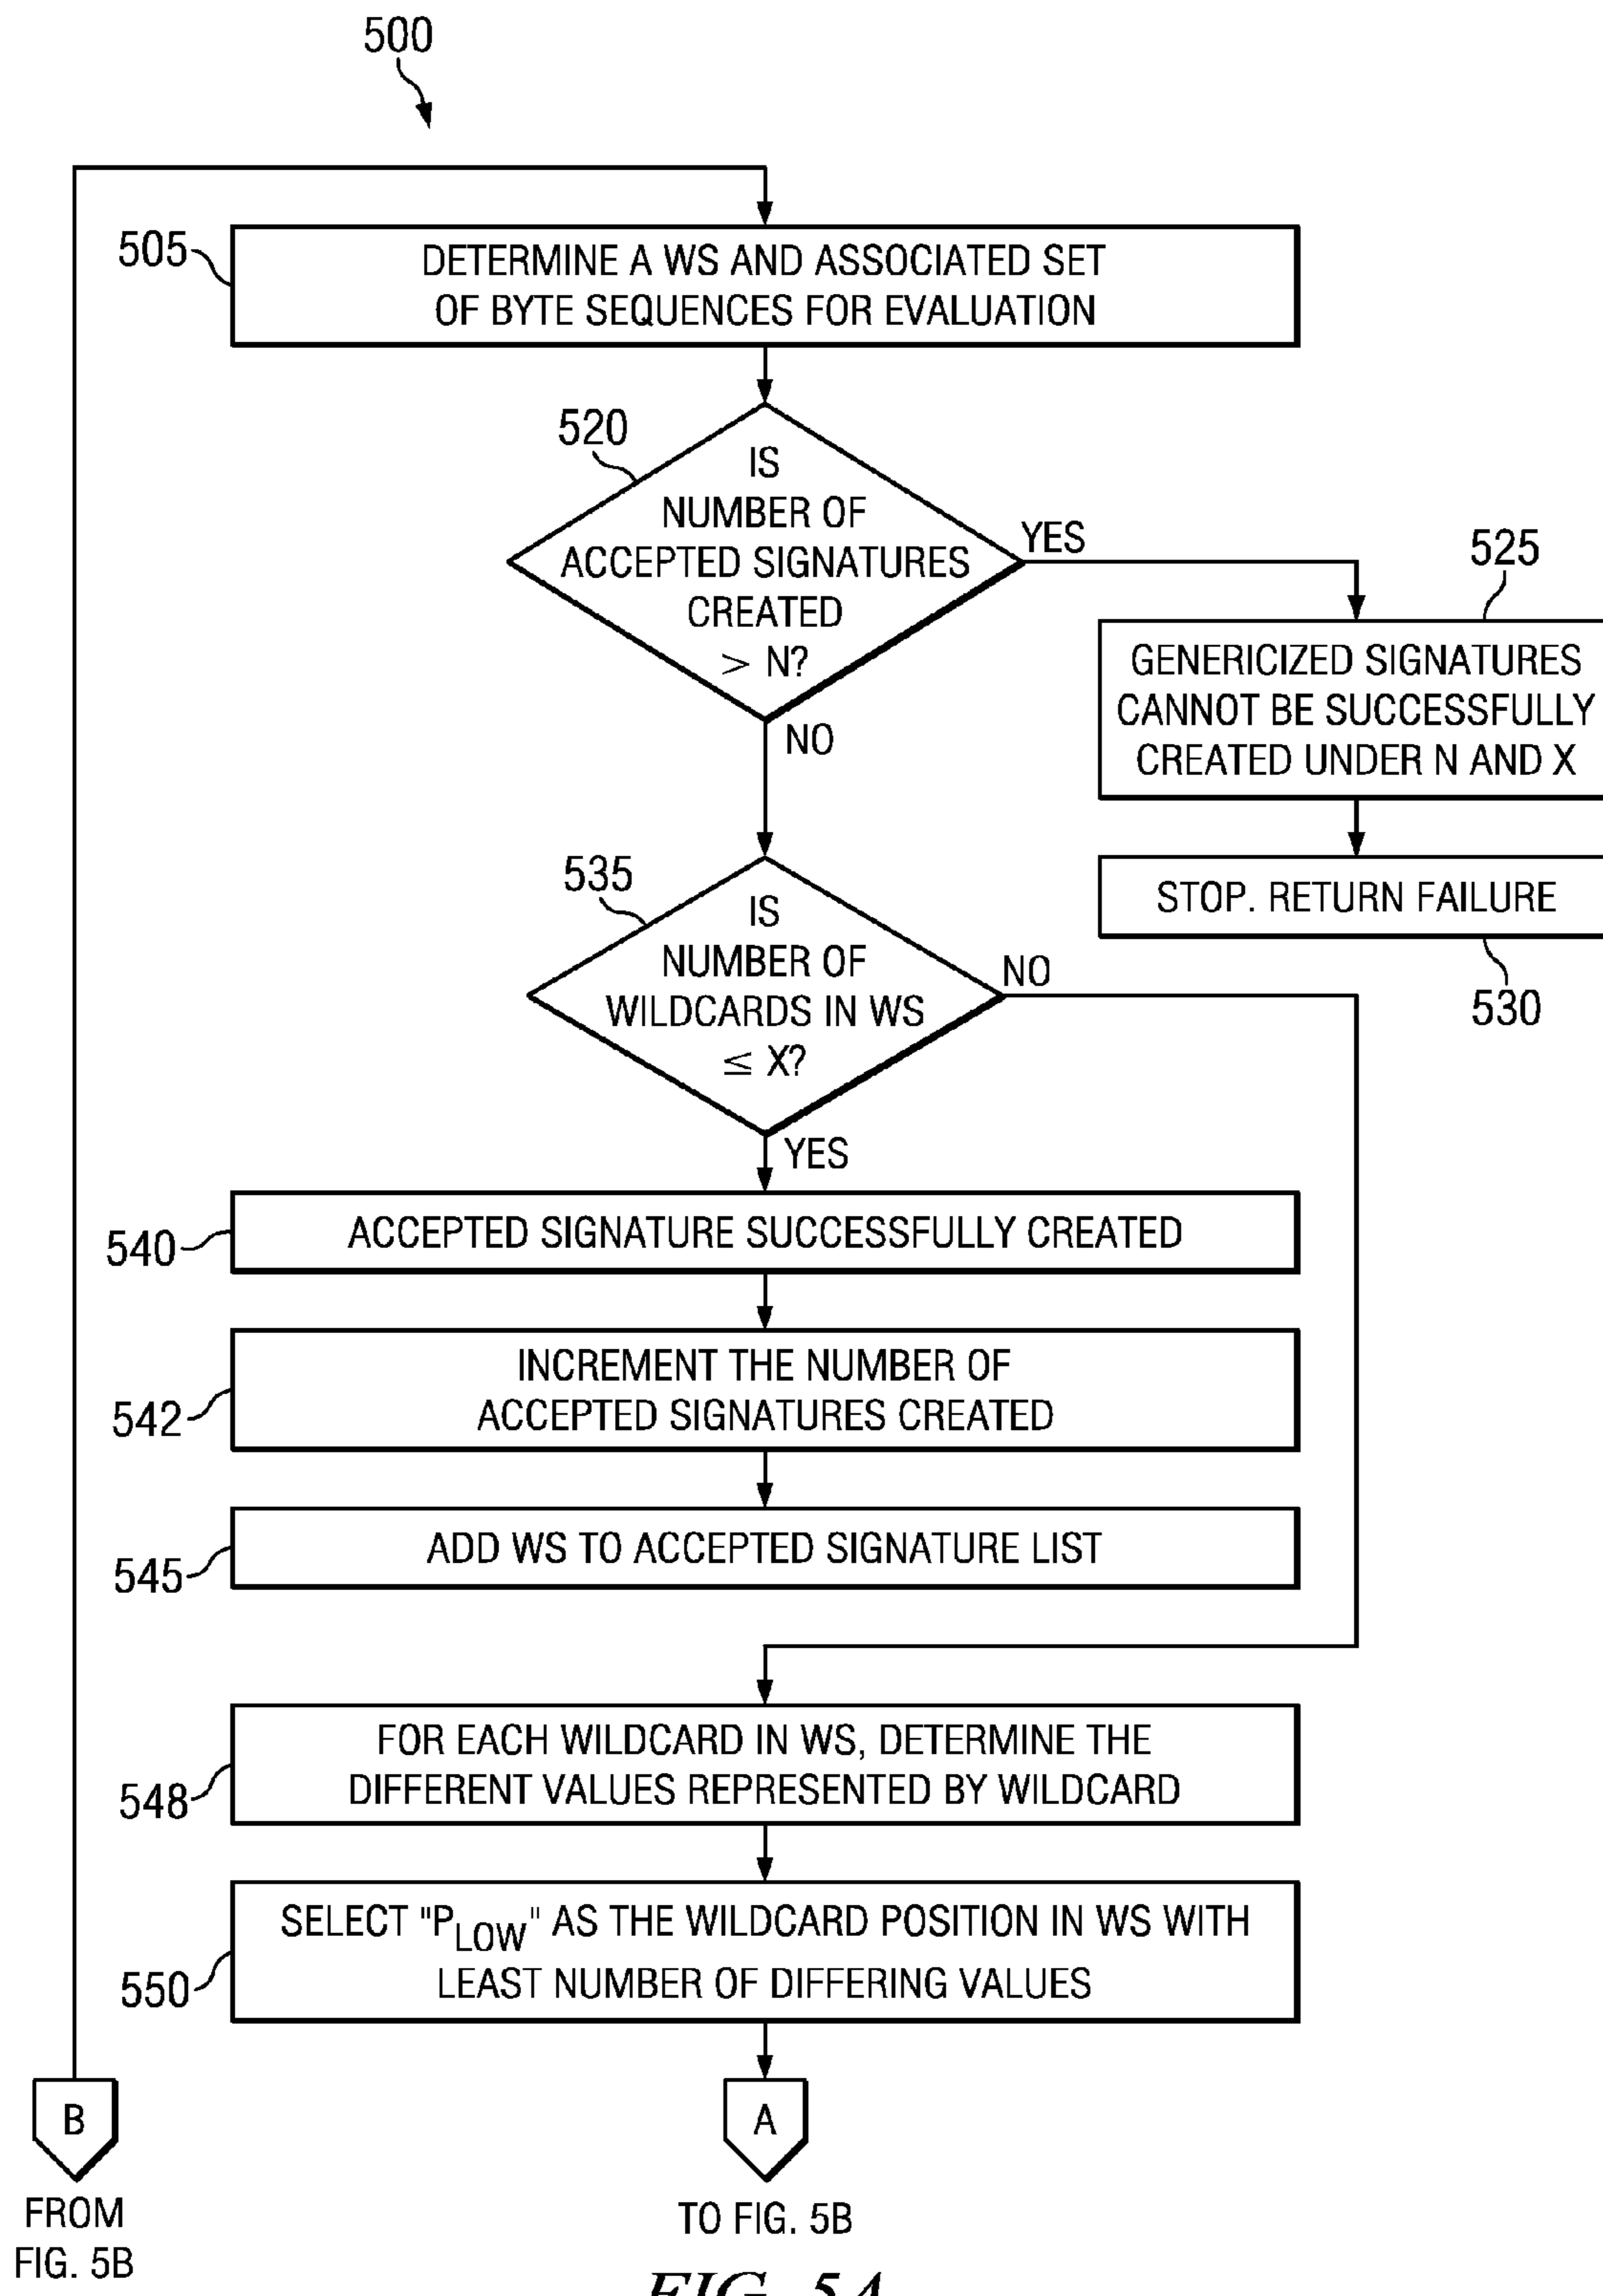 500
505
DETERMINE A WS AND ASSOCIATED SET
OF BYTE SEQUENCES FOR EVALUATION
520
IS
NUMBER OF
ACCEPTED SIGNATURES
CREATED
> N?
YES
NO
525
GENERICIZED SIGNATURES
CANNOT BE SUCCESSFULLY
CREATED UNDER N AND X
STOP. RETURN FAILURE
530
535
IS
NUMBER OF
WILDCARDS IN WS
≤ X?
NO
YES
540
ACCEPTED SIGNATURE SUCCESSFULLY CREATED
542
INCREMENT THE NUMBER OF
ACCEPTED SIGNATURES CREATED
545
ADD WS TO ACCEPTED SIGNATURE LIST
548
FOR EACH WILDCARD IN WS, DETERMINE THE
DIFFERENT VALUES REPRESENTED BY WILDCARD
550
SELECT "PLOW" AS THE WILDCARD POSITION IN WS WITH
LEAST NUMBER OF DIFFERING VALUES
B
FROM
FIG. 5B
A
TO FIG. 5B
FIG. 5A